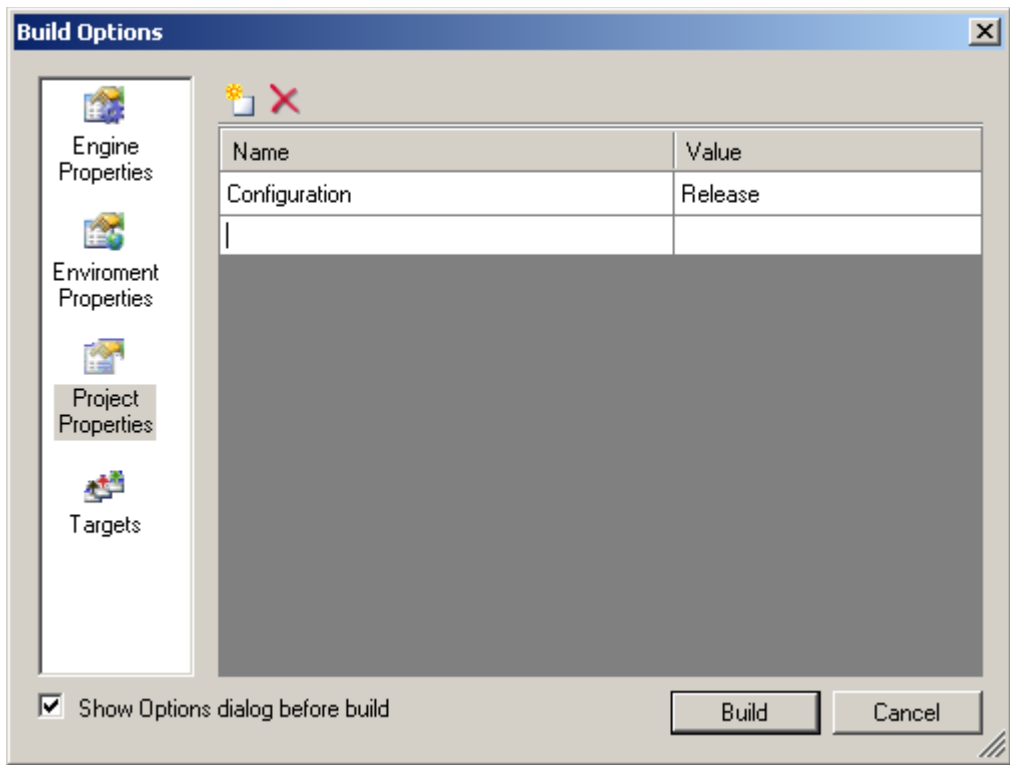 Build Options
Engine
Properties
Enviroment
Properties
Project
Properties
Targets
Name Value
Configuration Release
Show Options dialog before build
Build Cancel